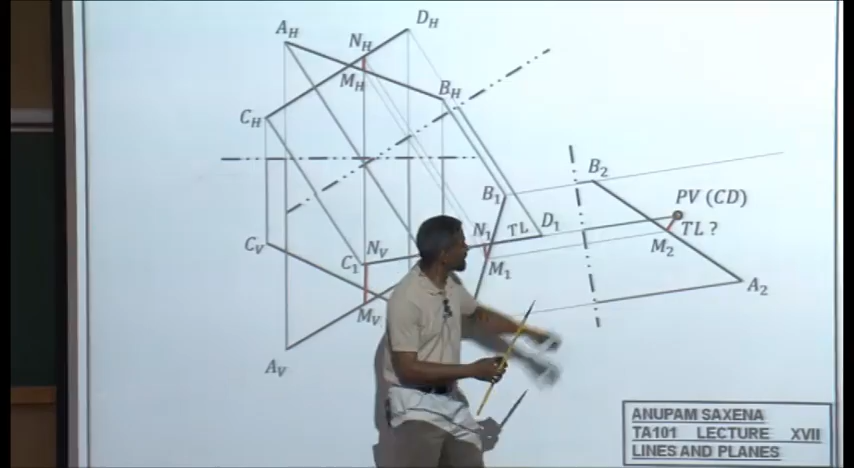 D_H
A_H
N_H
M_H
B_H
C_H
B_2
B_1
PV (CD)
TL ?
N_1
TL
D_1
M_2
C_V
N_V
C_1
M_1
A_2
M_V
A_V
ANUPAM SAXENA
TA101 LECTURE XVII
LINES AND PLANES